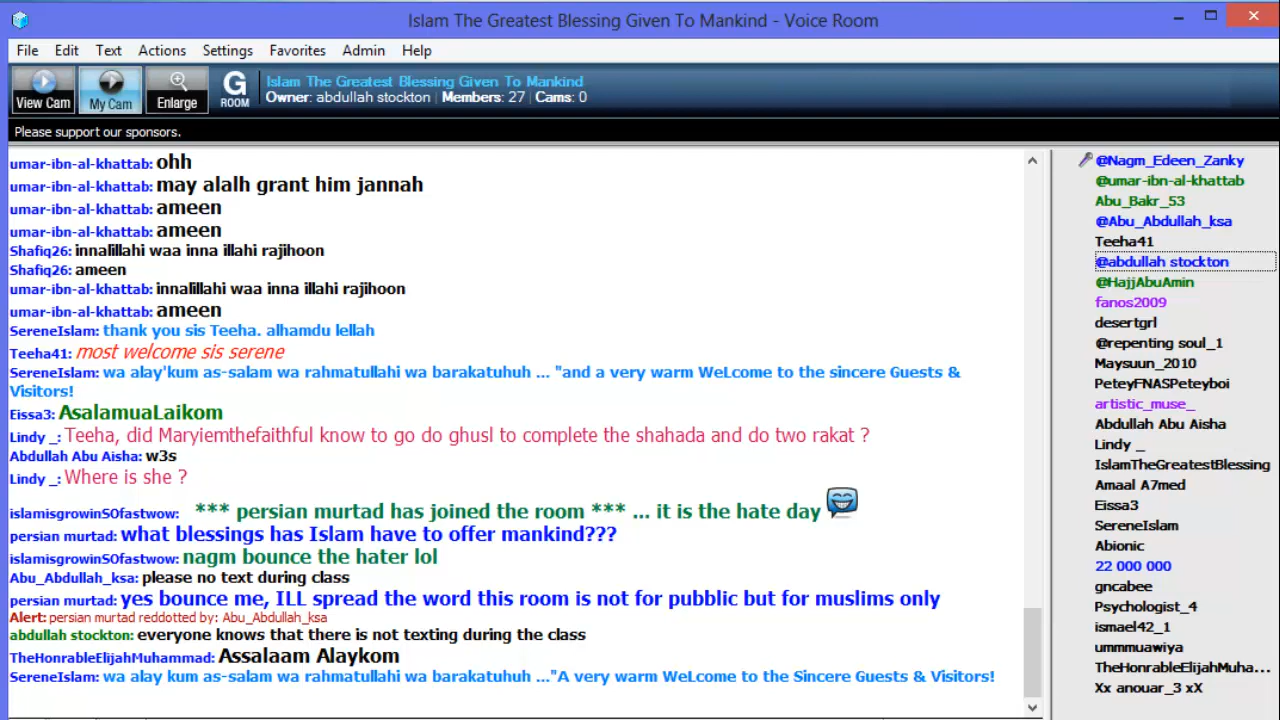 Islam The Greatest Blessing Given To Mankind - Voice Room
File Edit Text Actions Settings Favorites Admin Help
View Cam My Cam Enlarge G ROOM
Islam The Greatest Blessing Given To Mankind
Owner: abdullah stockton | Members: 27 | Cams: 0
Please support our sponsors.
umar-ibn-al-khattab: ohh
umar-ibn-al-khattab: may alalh grant him jannah
umar-ibn-al-khattab: ameen
umar-ibn-al-khattab: ameen
Shafiq26: innalillahi waa inna illahi rajihoon
Shafiq26: ameen
umar-ibn-al-khattab: innalillahi waa inna illahi rajihoon
umar-ibn-al-khattab: ameen
SereneIslam: thank you sis Teeha. alhamdu lellah
Teeha41: most welcome sis serene
SereneIslam: wa alay'kum as-salam wa rahmatullahi wa barakatuhuh ... "and a very warm WeLcome to the sincere Guests &
Visitors!
Eissa3: AsalamuaLaikom
Lindy _: Teeha, did Maryiemthefaithful know to go do ghusl to complete the shahada and do two rakat ?
Abdullah Abu Aisha: w3s
Lindy _: Where is she ?
islamisgrowinSOfastwow: *** persian murtad has joined the room *** ... it is the hate day
persian murtad: what blessings has Islam have to offer mankind???
islamisgrowinSOfastwow: nagm bounce the hater lol
Abu_Abdullah_ksa: please no text during class
persian murtad: yes bounce me, ILL spread the word this room is not for pubblic but for muslims only
Alert: persian murtad reddotted by: Abu_Abdullah_ksa
abdullah stockton: everyone knows that there is not texting during the class
TheHonrableElijahMuhammad: Assalaam Alaykom
SereneIslam: wa alay kum as-salam wa rahmatullahi wa barakatuhuh ..."A very warm WeLcome to the Sincere Guests & Visitors!
@Nagm_Edeen_Zanky
@umar-ibn-al-khattab
Abu_Bakr_53
@Abu_Abdullah_ksa
Teeha41
@abdullah stockton
@HajjAbuAmin
fanos2009
desertgrl
@repenting soul_1
Maysuun_2010
PeteyFNASPeteyboi
artistic_muse_
Abdullah Abu Aisha
Lindy _
IslamTheGreatestBlessing
Amaal A7med
Eissa3
SereneIslam
Abionic
22 000 000
gncabee
Psychologist_4
ismael42_1
ummmuawiya
TheHonrableElijahMuha...
Xx anouar_3 xX